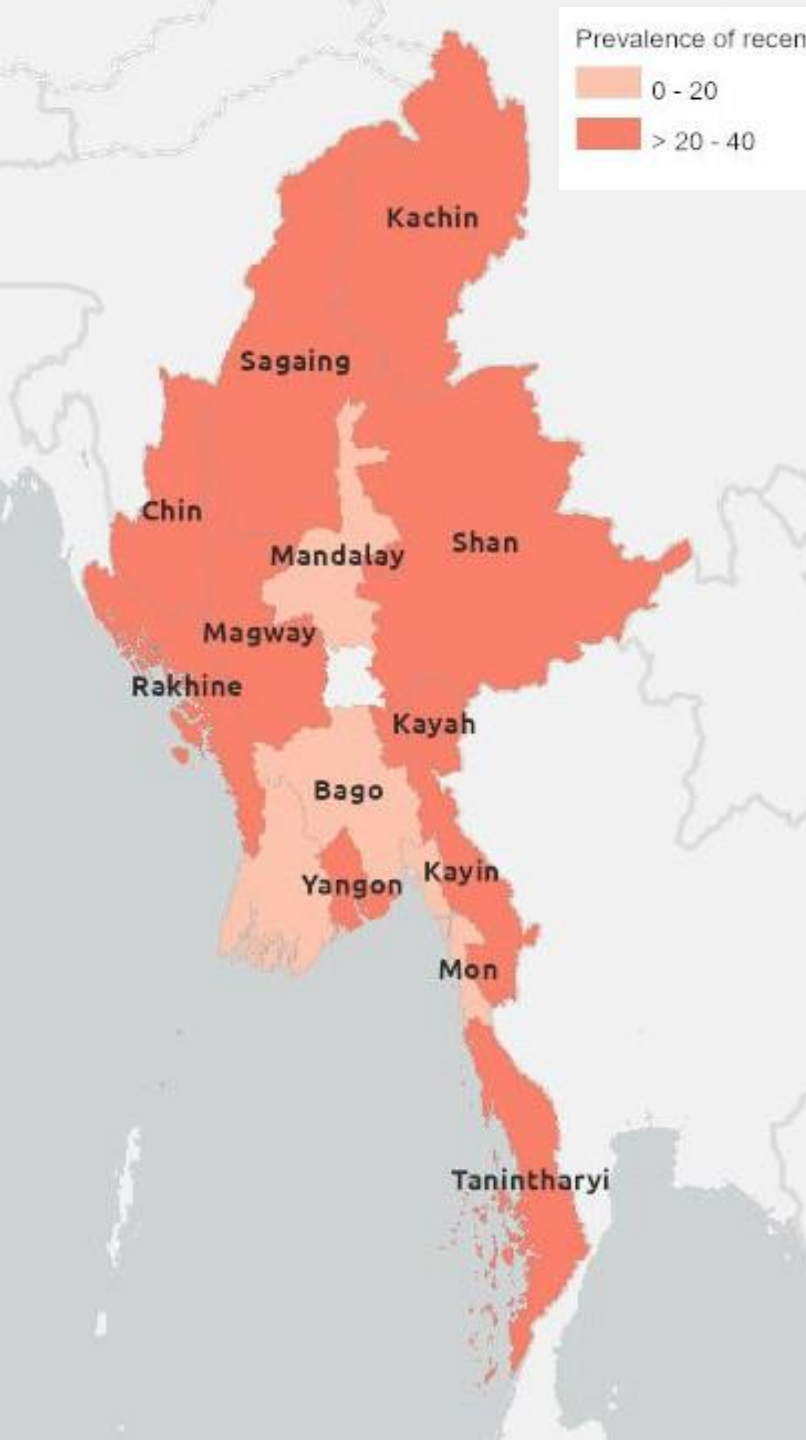 Prevalence of recen
0 - 20
> 20 - 40
Kachin
Sagaing
Chin
Shan
Mandalay
Magway
Rakhine
Kayah
Bago
Kayin
Yangon
Mon
Tanintharyi